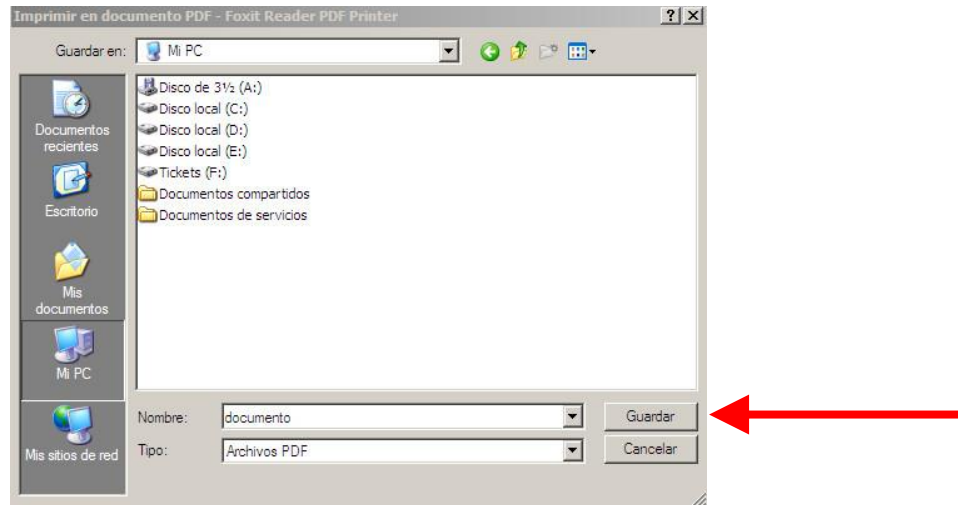 Imprimir en documento PDF - Foxit Reader PDF Printer
Guardar en:
Mi PC
Disco de 3½ (A:)
Disco local (C:)
Disco local (D:)
Disco local (E:)
Tickets (F:)
Documentos compartidos
Documentos de servicios
Documentos
recientes
Escritorio
Mis
documentos
Mi PC
Mis sitios de red
Nombre:
documento
Guardar
Tipo:
Archivos PDF
Cancelar